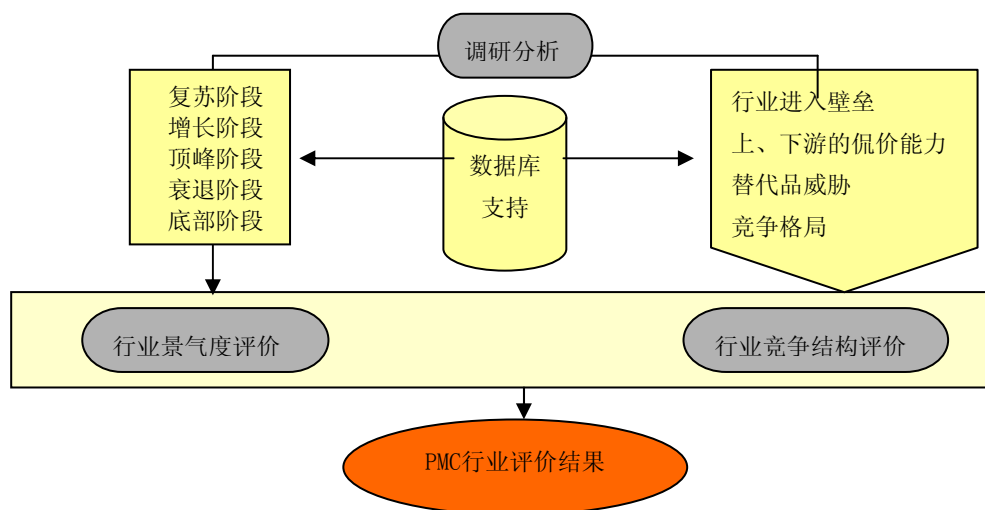 调研分析
复苏阶段
增长阶段
顶峰阶段
衰退阶段
底部阶段
数据库
支持
行业进入壁垒
上、下游的侃价能力
替代品威胁
竞争格局
行业景气度评价
行业竞争结构评价
PMC行业评价结果